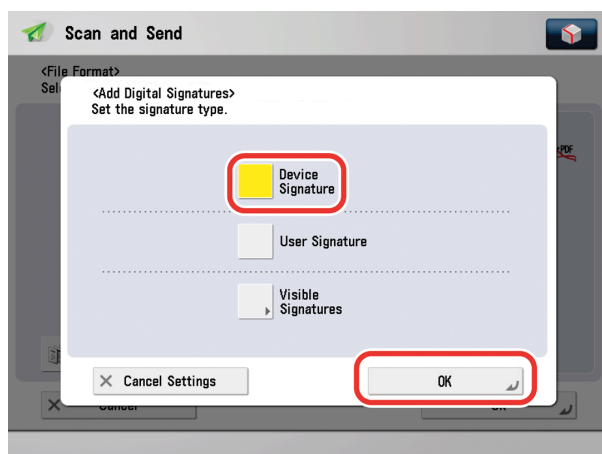 Scan and Send
<File Format>
Sel
<Add Digital Signatures>
Set the signature type.
PDF
Device
Signature
User Signature
Visible
Signatures
Cancel Settings
OK
Cancel
OK